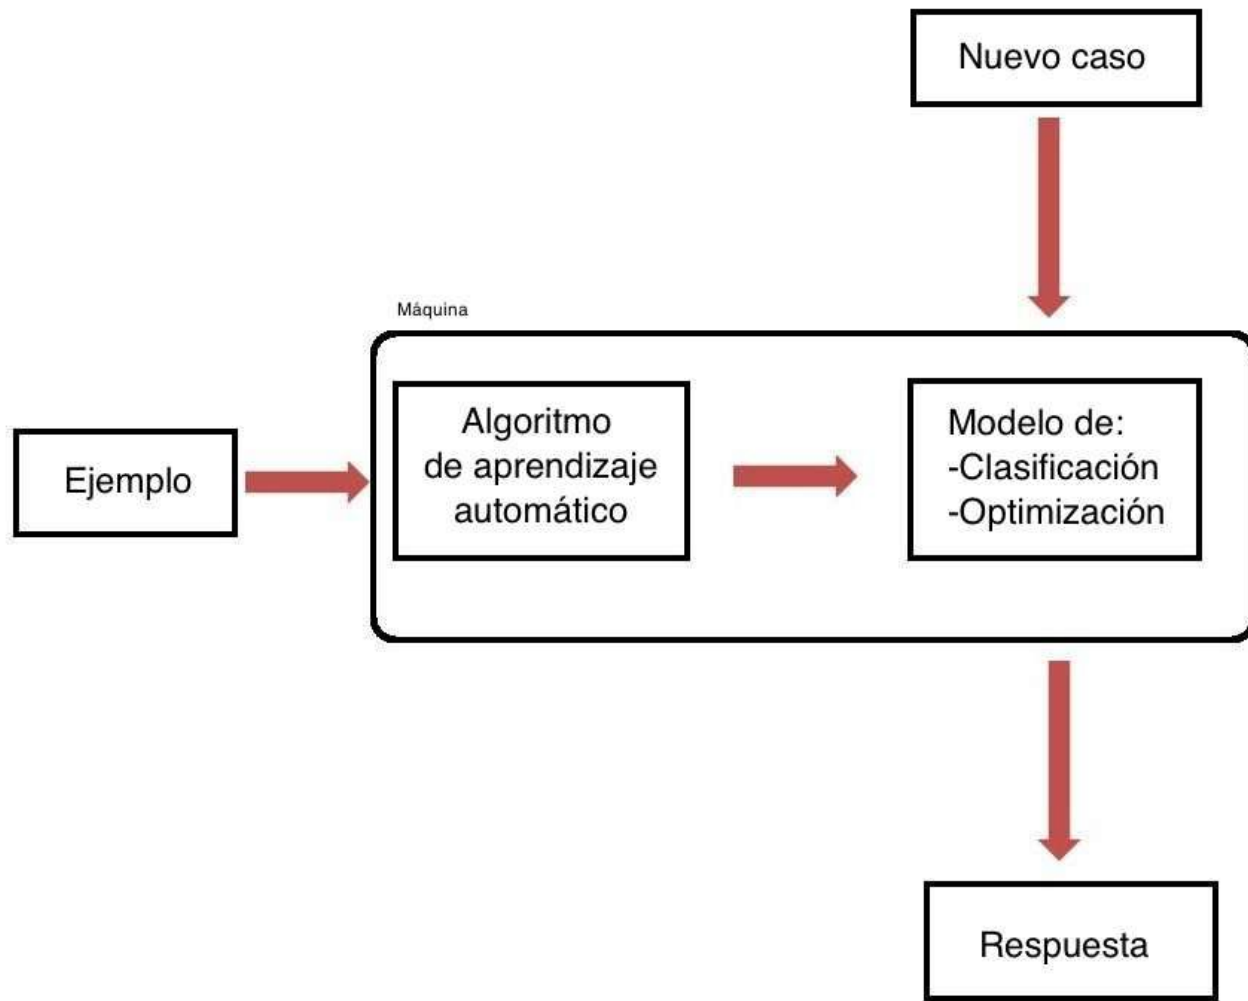 Nuevo caso
Máquina
Ejemplo
Algoritmo
de aprendizaje
automático
Modelo de:
-Clasificación
-Optimización
Respuesta